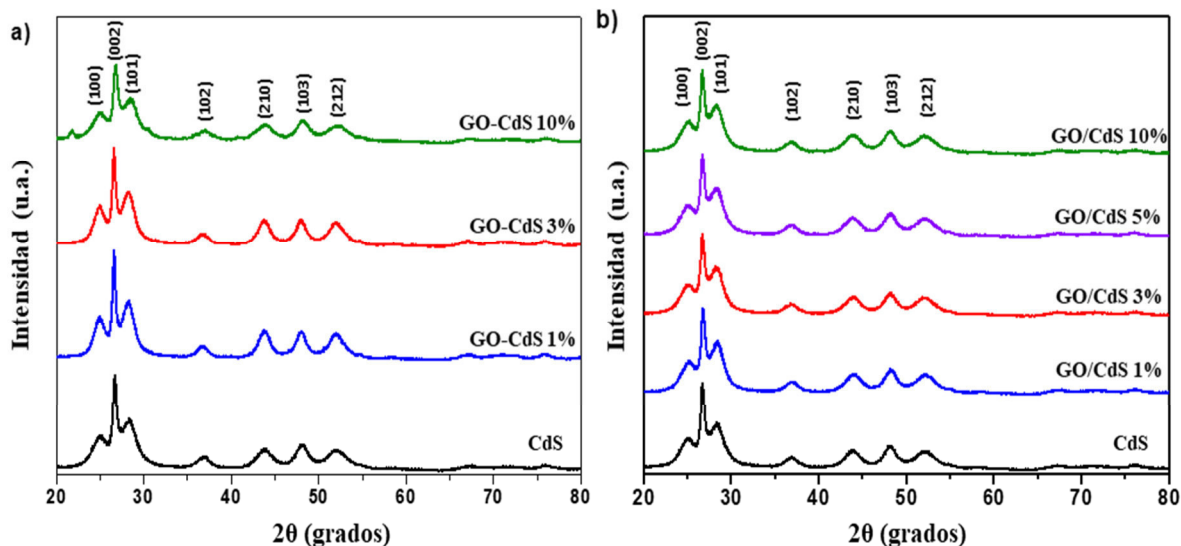 a)
(100)
(002)
(101)
(102)
(210)
(103)
(212)
GO-CdS 10%
GO-CdS 3%
GO-CdS 1%
CdS
Intensidad (u.a.)
20 30 40 50 60 70 80
2θ (grados)
b)
(100)
(002)
(101)
(102)
(210)
(103)
(212)
GO/CdS 10%
GO/CdS 5%
GO/CdS 3%
GO/CdS 1%
CdS
Intensidad (u.a.)
20 30 40 50 60 70 80
2θ (grados)